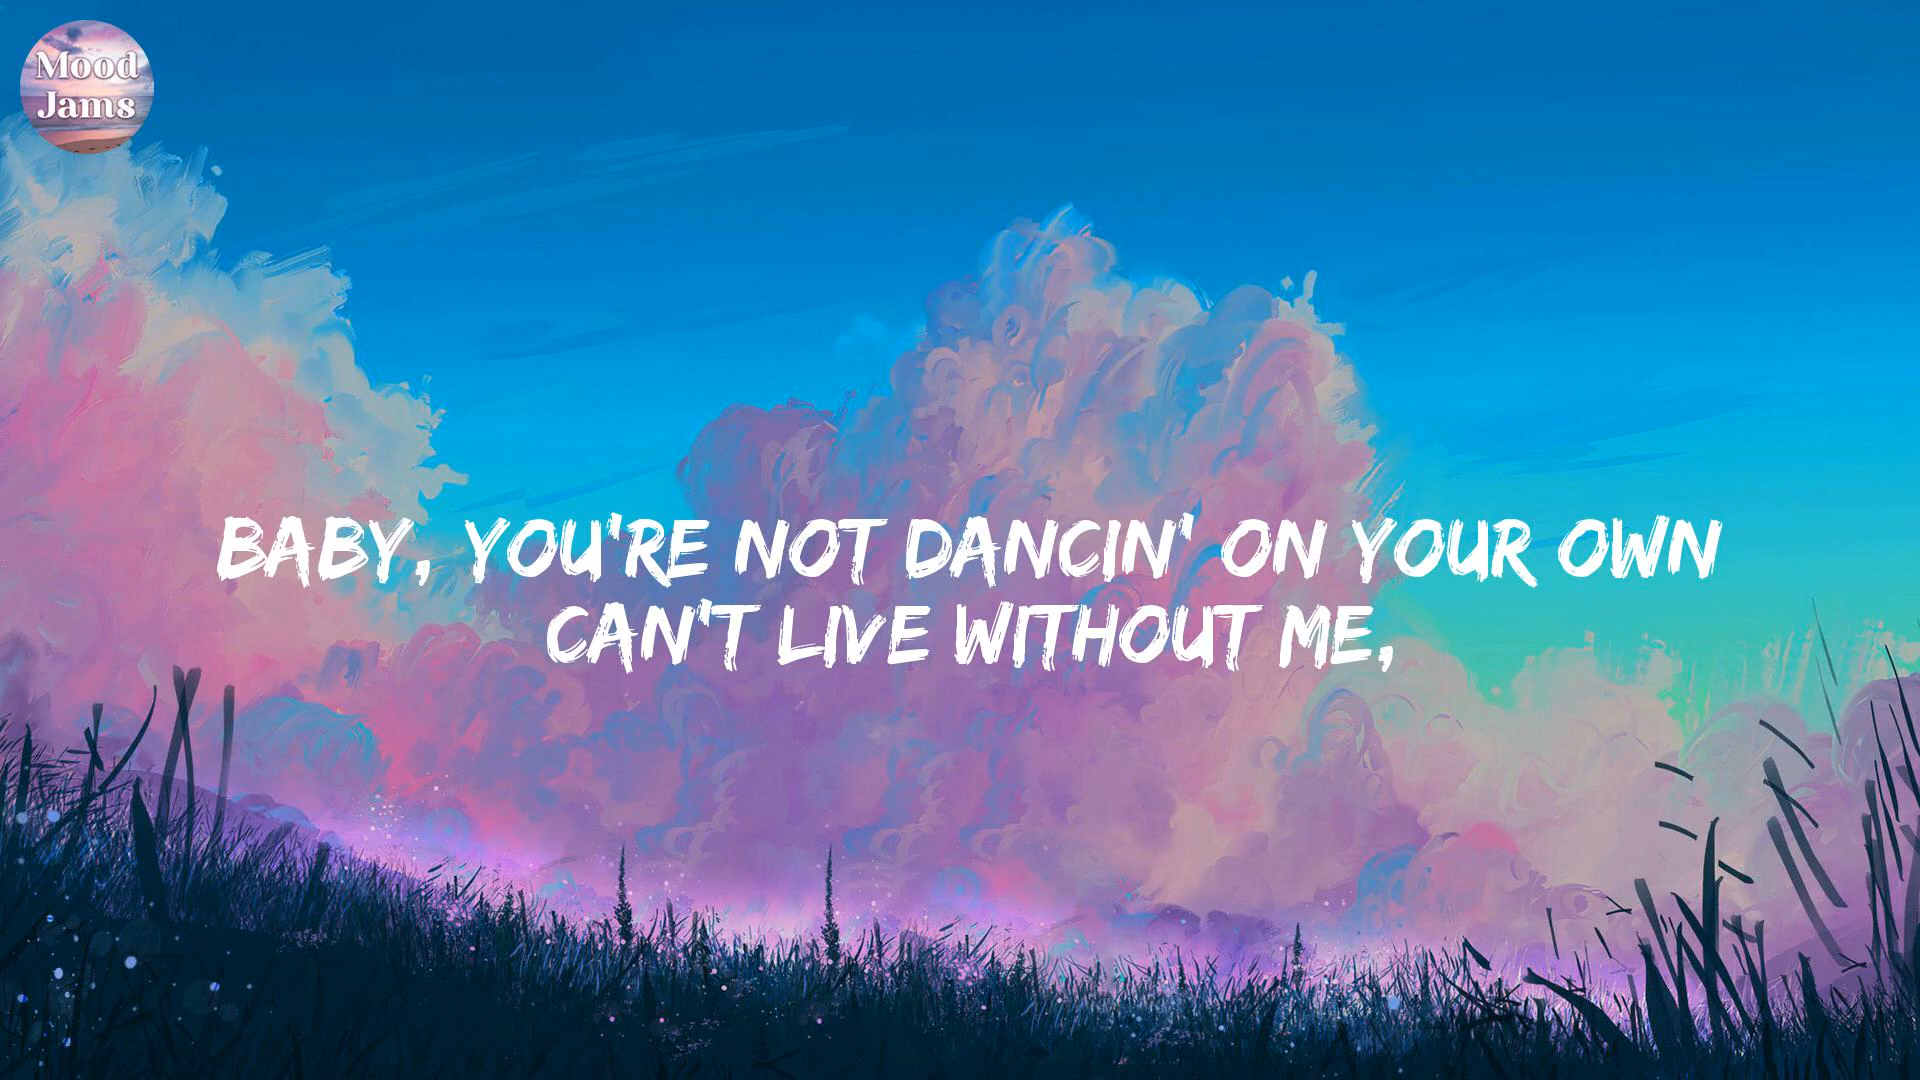 Mood
Jams
BABY, YOU'RE NOT DANCIN' ON YOUR OWN
CAN'T LIVE WITHOUT ME,